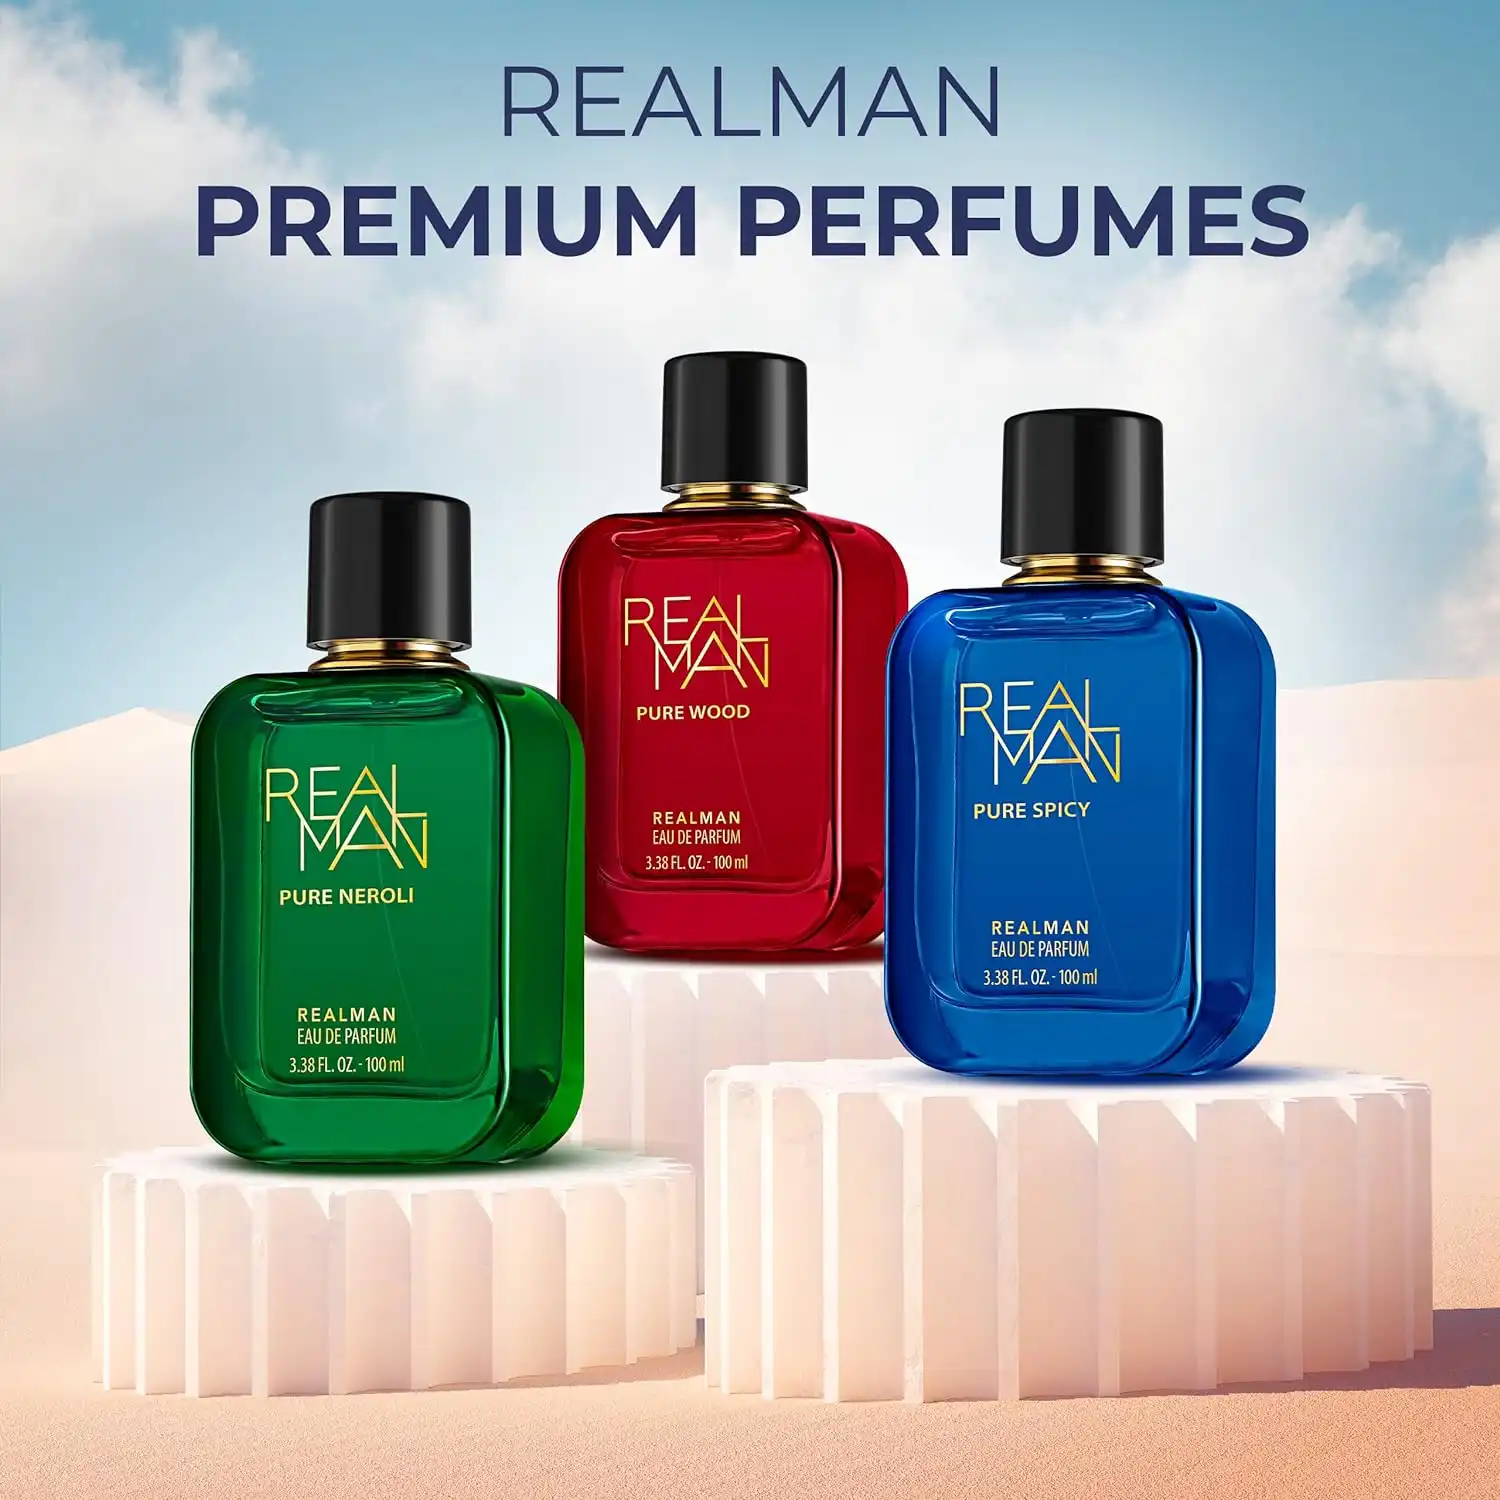 REALMAN
PREMIUM PERFUMES
REAL
MAN
PURE NEROLI
REALMAN
EAU DE PARFUM
3.38 FL. OZ. - 100 ml
REAL
MAN
PURE WOOD
REALMAN
EAU DE PARFUM
3.38 FL. OZ. - 100 ml
REAL
MAN
PURE SPICY
REALMAN
EAU DE PARFUM
3.38 FL. OZ. - 100 ml